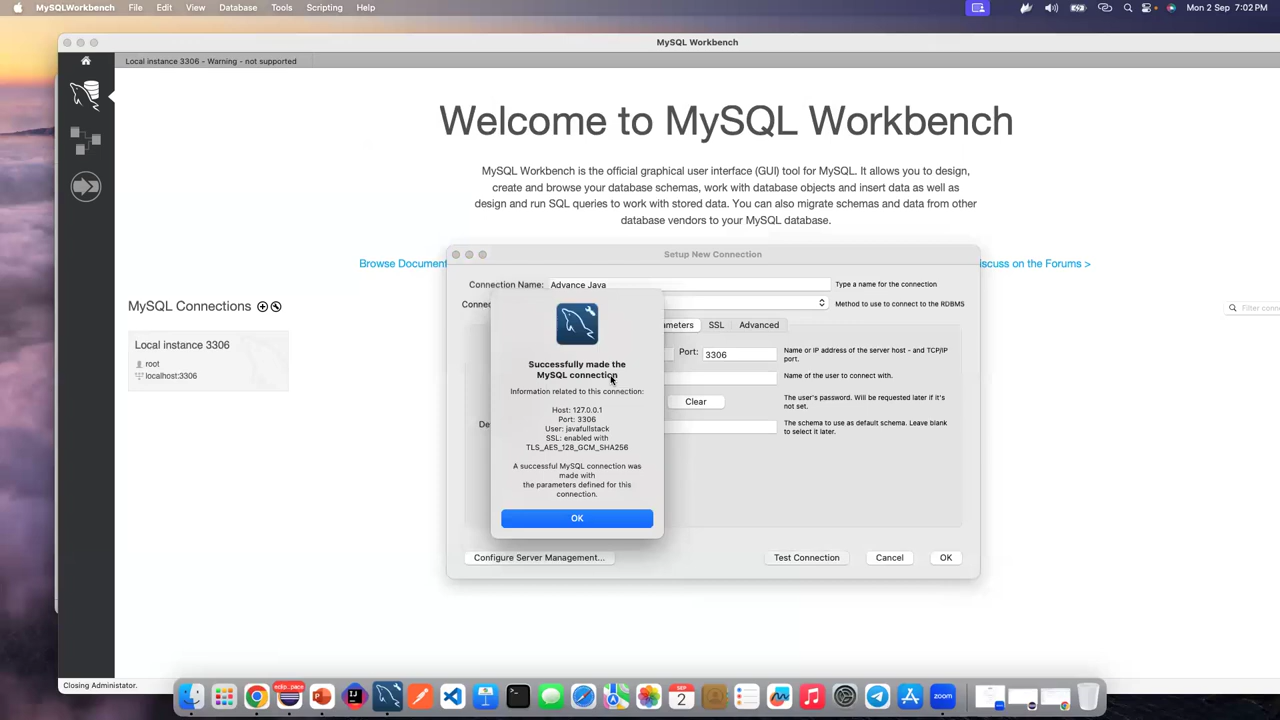 MySQLWorkbench File Edit View Database Tools Scripting Help
Mon 2 Sep 7:02 PM
MySQL Workbench
Local instance 3306 - Warning - not supported
Welcome to MySQL Workbench
MySQL Workbench is the official graphical user interface (GUI) tool for MySQL. It allows you to design,
create and browse your database schemas, work with database objects and insert data as well as
design and run SQL queries to work with stored data. You can also migrate schemas and data from other
database vendors to your MySQL database.
Browse Document
scuss on the Forums >
MySQL Connections
Filter conne
Local instance 3306
root
localhost:3306
Setup New Connection
Connection Name: Advance Java Type a name for the connection
Connec Method to use to connect to the RDBMS
meters SSL Advanced
Port: 3306 Name or IP address of the server host - and TCP/IP
port.
Name of the user to connect with.
Clear The user's password. Will be requested later if it's
not set.
De The schema to use as default schema. Leave blank
to select it later.
Successfully made the
MySQL connection
Information related to this connection:
Host: 127.0.0.1
Port: 3306
User: javafullstack
SSL: enabled with
TLS_AES_128_GCM_SHA256
A successful MySQL connection was
made with
the parameters defined for this
connection.
OK
Configure Server Management... Test Connection Cancel OK
Closing Administator.
SEP
2
zoom